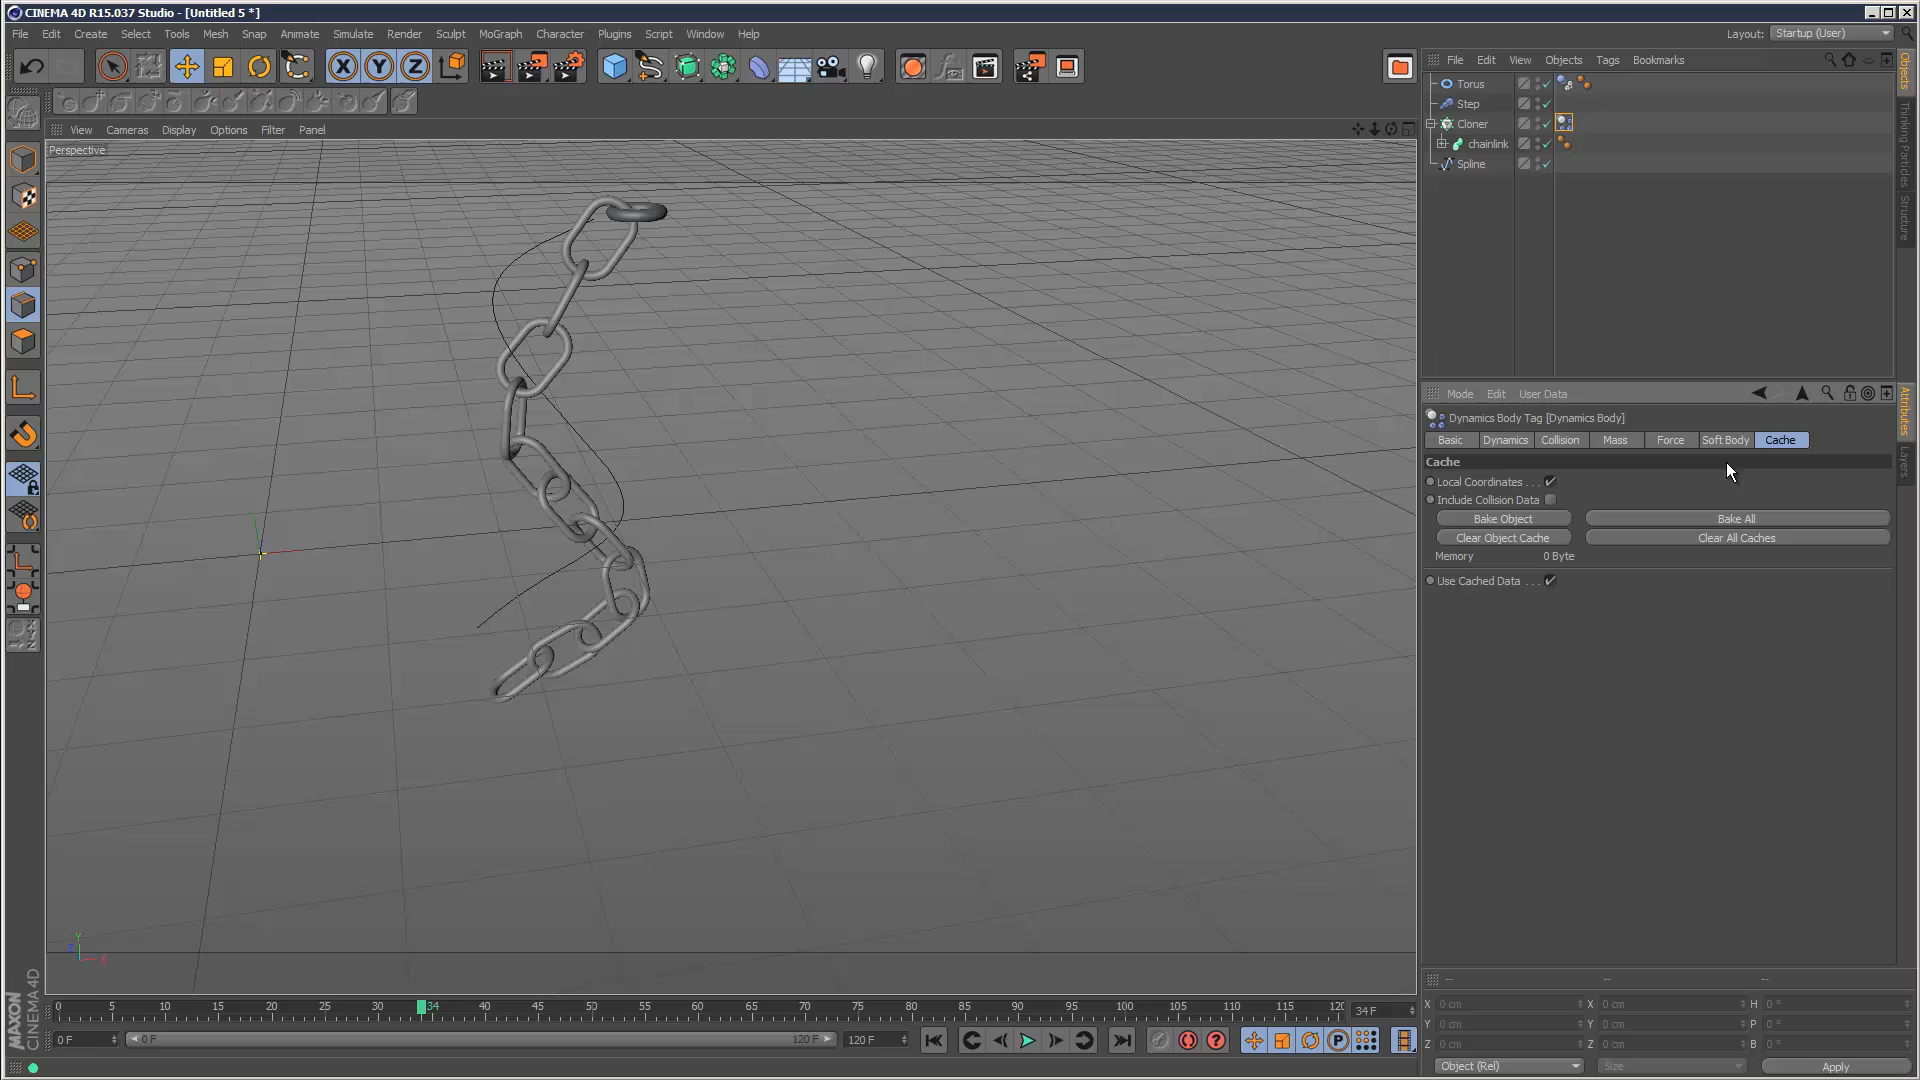 CINEMA 4D R15.037 Studio - [Untitled 5 *]
File Edit Create Select Tools Mesh Snap Animate Simulate Render Sculpt MoGraph Character Plugins Script Window Help
Layout: Startup (User)
File Edit View Objects Tags Bookmarks
Torus
Step
Cloner
chainlink
Spline
Objects
Thinking Particles
Structure
View Cameras Display Options Filter Panel
Perspective
Mode Edit User Data
Dynamics Body Tag [Dynamics Body]
Basic Dynamics Collision Mass Force Soft Body Cache
Cache
Local Coordinates . . .
Include Collision Data
Bake Object Bake All
Clear Object Cache Clear All Caches
Memory 0 Byte
Use Cached Data . . .
Attributes
Layers
X Y Z
Y
Z
X
MAXON
CINEMA 4D
0 5 10 15 20 25 30 34 40 45 50 55 60 65 70 75 80 85 90 95 100 105 110 115 120
34 F
0 F 0 F 120 F 120 F
-- -- --
X 0 cm X 0 cm H 0 °
Y 0 cm Y 0 cm P 0 °
Z 0 cm Z 0 cm B 0 °
Object (Rel) Size Apply